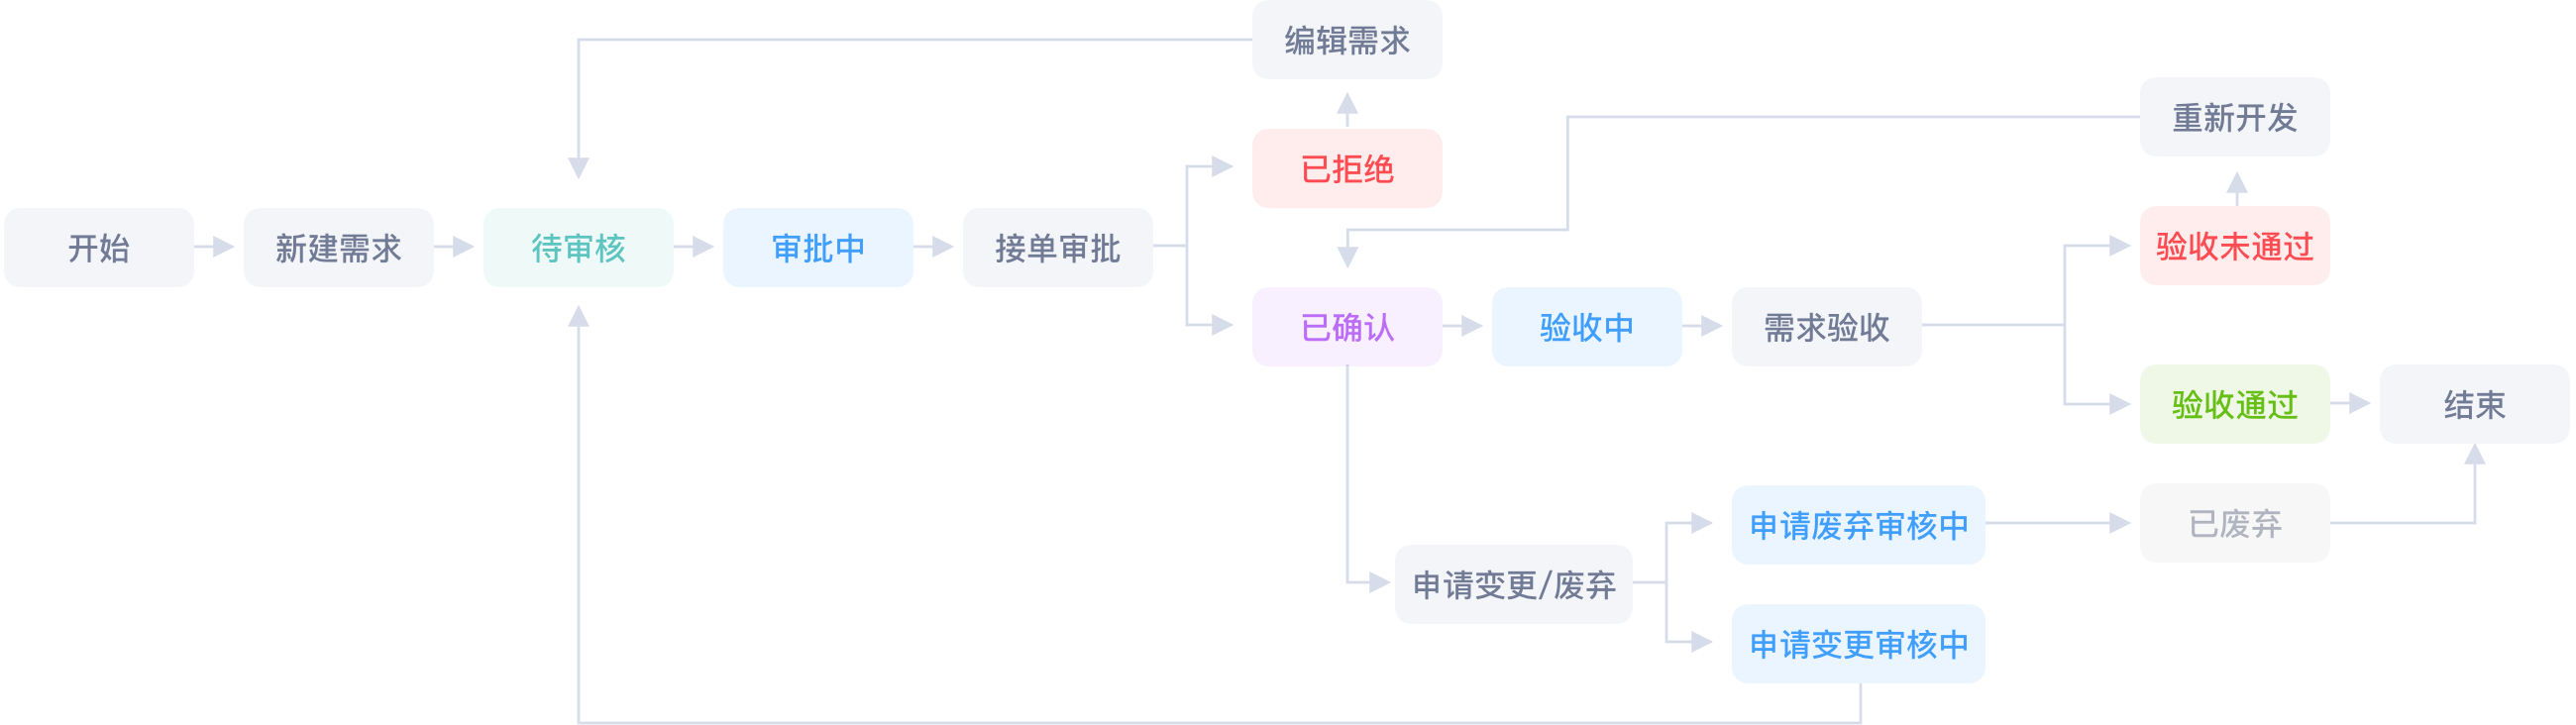 编辑需求
重新开发
已拒绝
开始
新建需求
待审核
审批中
接单审批
验收未通过
已确认
验收中
需求验收
验收通过
结束
申请废弃审核中
已废弃
申请变更/废弃
申请变更审核中